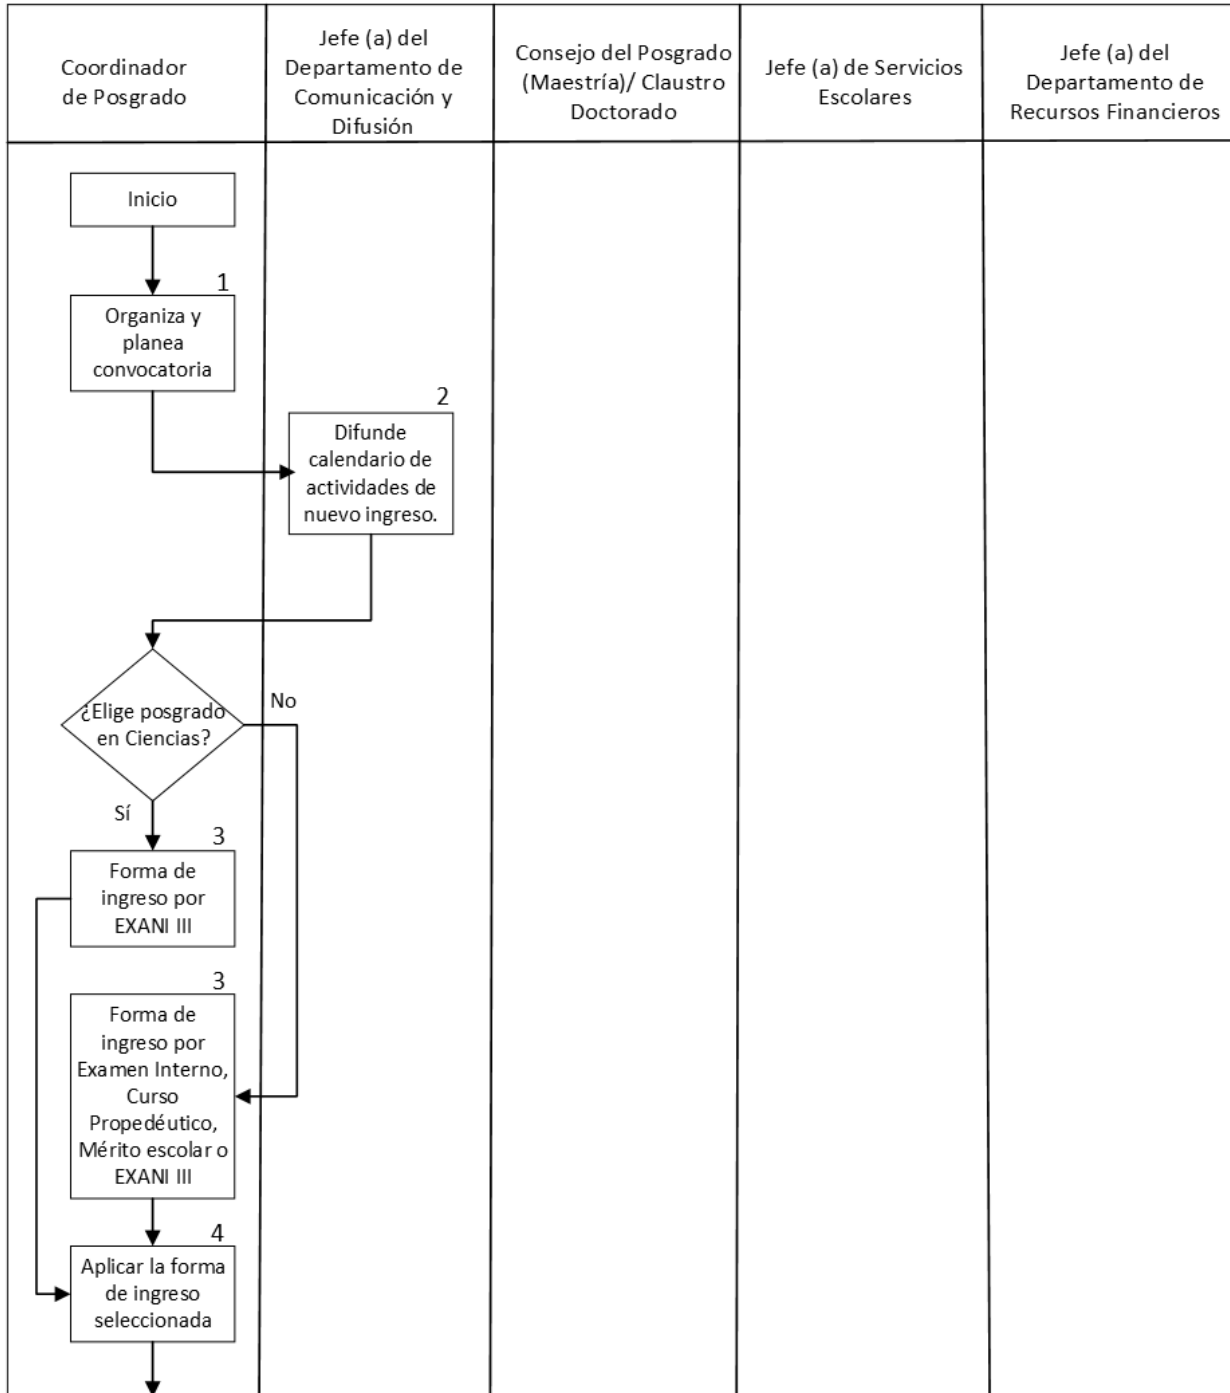 Coordinador
de Posgrado
Jefe (a) del
Departamento de
Comunicación y
Difusión
Consejo del Posgrado
(Maestría)/ Claustro
Doctorado
Jefe (a) de Servicios
Escolares
Jefe (a) del
Departamento de
Recursos Financieros
Inicio
1
Organiza y
planea
convocatoria
2
Difunde
calendario de
actividades de
nuevo ingreso.
¿Elige posgrado
en Ciencias?
No
Sí
3
Forma de
ingreso por
EXANI III
3
Forma de
ingreso por
Examen Interno,
Curso
Propedéutico,
Mérito escolar o
EXANI III
4
Aplicar la forma
de ingreso
seleccionada